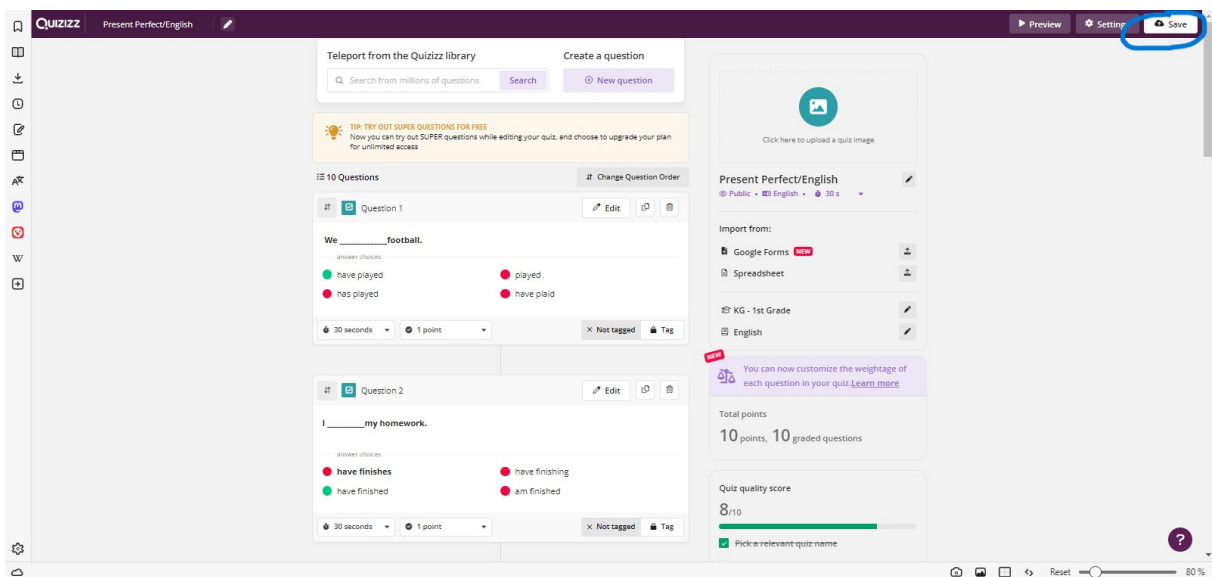 QUIZIZZ Present Perfect/English Preview Settings Save
Teleport from the Quizizz library
Search from millions of questions Search
Create a question
New question
TIP: TRY OUT SUPER QUESTIONS FOR FREE
Now you can try out SUPER questions while editing your quiz, and choose to upgrade your plan
for unlimited access
10 Questions Change Question Order
Question 1 Edit
We ____________football.
answer choices
have played played
has played have plaid
30 seconds 1 point Not tagged Tag
Question 2 Edit
I ________my homework.
answer choices
have finishes have finishing
have finished am finished
30 seconds 1 point Not tagged Tag
Click here to upload a quiz image
Present Perfect/English
Public • English • 30 s
Import from:
Google Forms NEW
Spreadsheet
KG - 1st Grade
English
NEW
You can now customize the weightage of
each question in your quiz.Learn more
Total points
10 points, 10 graded questions
Quiz quality score
8/10
Pick a relevant quiz name
?
Reset 80 %